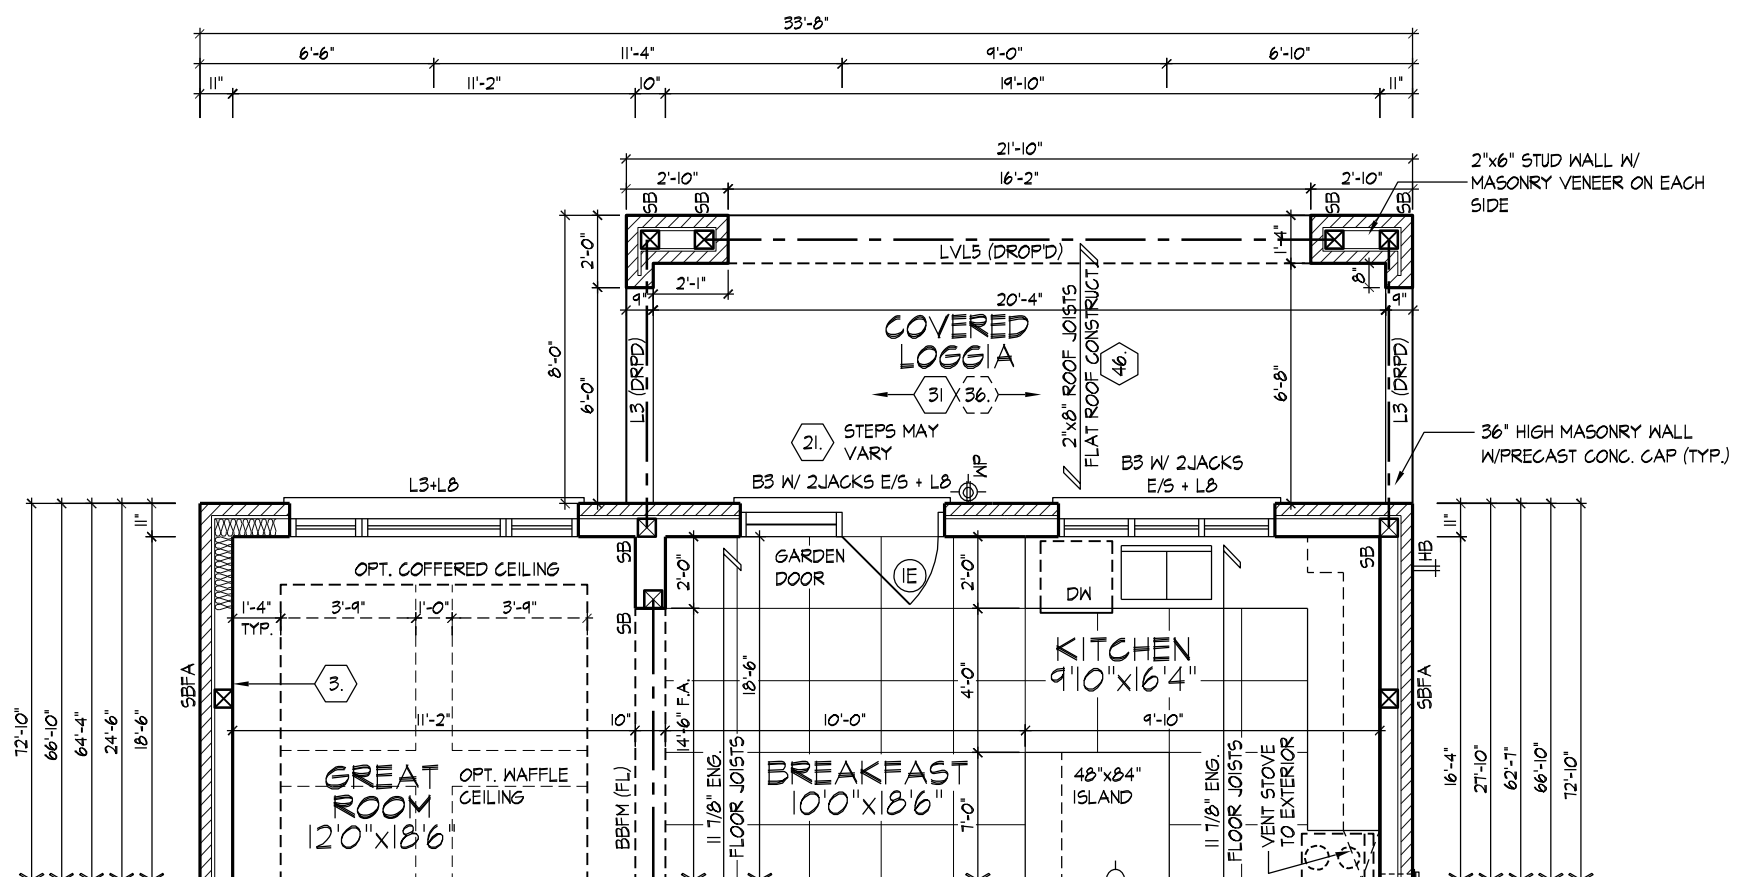 33'-8"
6'-6" 11'-4" 9'-0" 6'-10"
11" 11'-2" 10" 19'-10" 11"
21'-10"
2'-10" 16'-2" 2'-10"
2"x6" STUD WALL W/
MASONRY VENEER ON EACH
SIDE
SB SB SB SB
2'-0"
LVL5 (DROP'D)
1'-4"
8"
2'-1"
9" 20'-4" 9"
COVERED
LOGGIA
31 36.
2"x8" ROOF JOISTS
FLAT ROOF CONSTRUCT.
46.
8'-0"
6'-0"
L3 (DRPD)
6'-8"
L3 (DRPD)
21. STEPS MAY
VARY
36" HIGH MASONRY WALL
W/PRECAST CONC. CAP (TYP.)
L3+L8
B3 W/ 2JACKS E/S + L8
WP
B3 W/ 2JACKS
E/S + L8
11"
11"
SB
GARDEN
DOOR
1E
DW
SB
HB
OPT. COFFERED CEILING
2'-0"
2'-0"
1'-4" 3'-9" 1'-0" 3'-9"
TYP.
SB
KITCHEN
9'10"x16'4"
3.
SBFA
SBFA
18'-6"
4'-0"
14'-6" F.A.
11'-2" 10" 10'-0" 9'-10"
72'-10"
66'-10"
64'-4"
24'-6"
18'-6"
GREAT
ROOM
12'0"x18'6"
OPT. WAFFLE
CEILING
BBFM (FL)
11 7/8" ENG.
FLOOR JOISTS
BREAKFAST
10'0"x18'6"
7'-0"
48"x84"
ISLAND
11 7/8" ENG.
FLOOR JOISTS
VENT STOVE
TO EXTERIOR
16'-4"
27'-10"
62'-7"
66'-10"
72'-10"